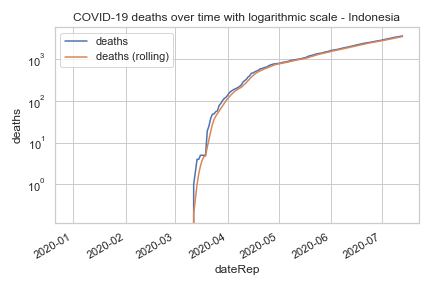 COVID-19 deaths over time with logarithmic scale - Indonesia
deaths
deaths (rolling)
10³
10²
10¹
10⁰
deaths
2020-01
2020-02
2020-03
2020-04
2020-05
2020-06
2020-07
dateRep